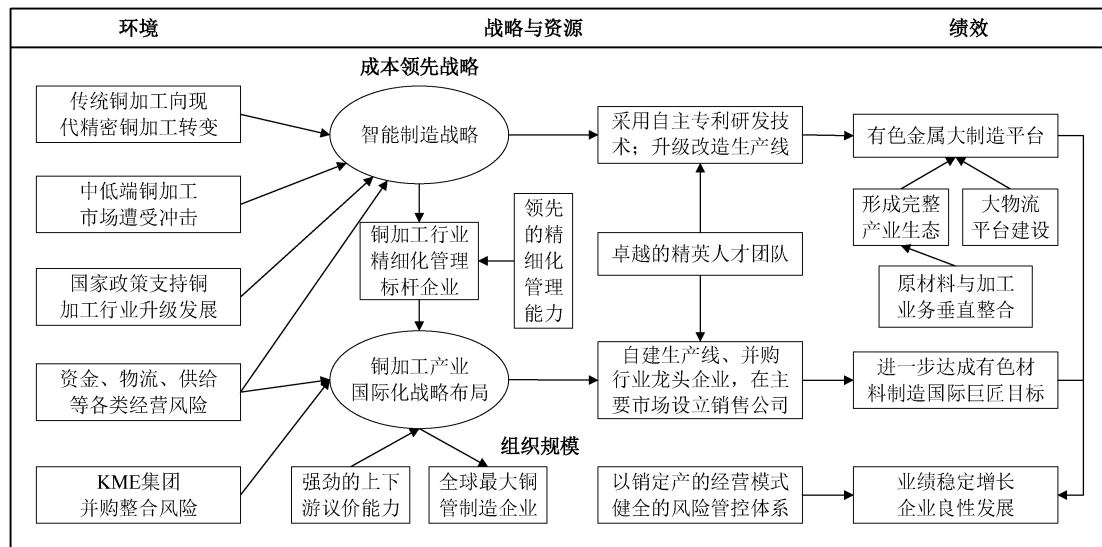 环境
战略与资源
绩效
成本领先战略
传统铜加工向现
代精密铜加工转变
智能制造战略
采用自主专利研发技
术；升级改造生产线
有色金属大制造平台
中低端铜加工
市场遭受冲击
领先
的精
细化
管理
能力
形成完整
产业生态
大物流
平台建设
铜加工行业
精细化管理
标杆企业
卓越的精英人才团队
国家政策支持铜
加工行业升级发展
原材料与加工
业务垂直整合
资金、物流、供给
等各类经营风险
铜加工产业
国际化战略布局
自建生产线、并购
行业龙头企业，在主
要市场设立销售公司
进一步达成有色材
料制造国际巨匠目标
组织规模
KME集团
并购整合风险
强劲的上下
游议价能力
全球最大铜
管制造企业
以销定产的经营模式
健全的风险管控体系
业绩稳定增长
企业良性发展